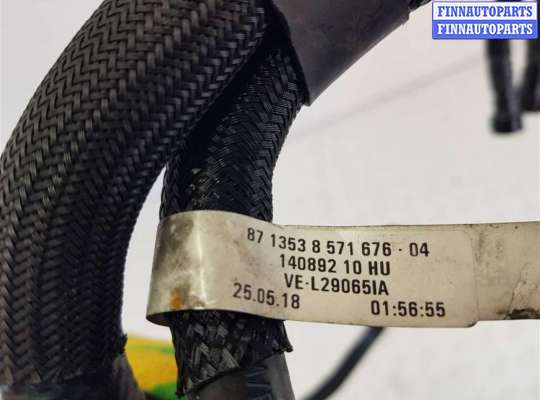 FINNAUTOPARTS
FINNAUTOPARTS
87 1353 8 571 676 - 04
140892 10 HU
VE-L29065IA
25.05.18 01:56:55